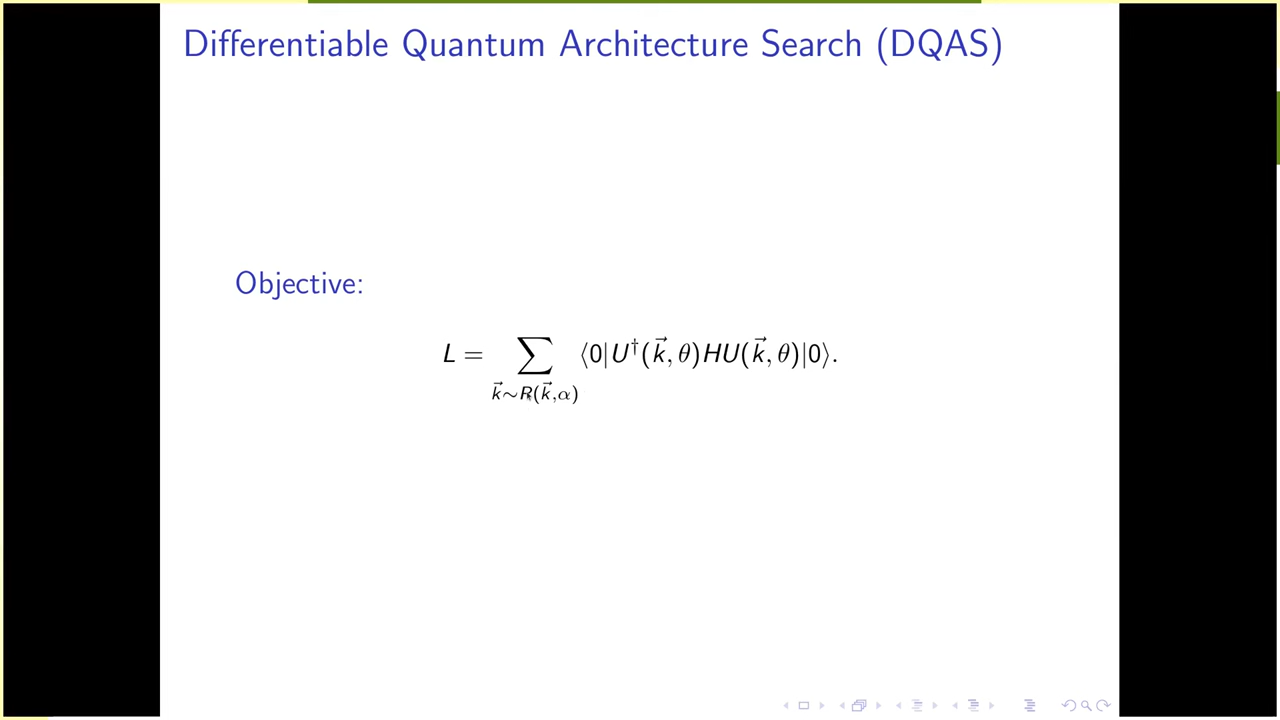 Differentiable Quantum Architecture Search (DQAS)
Objective:
L = ∑ ⟨0|U†(k⃗, θ)HU(k⃗, θ)|0⟩.
k⃗∼R(k⃗,α)